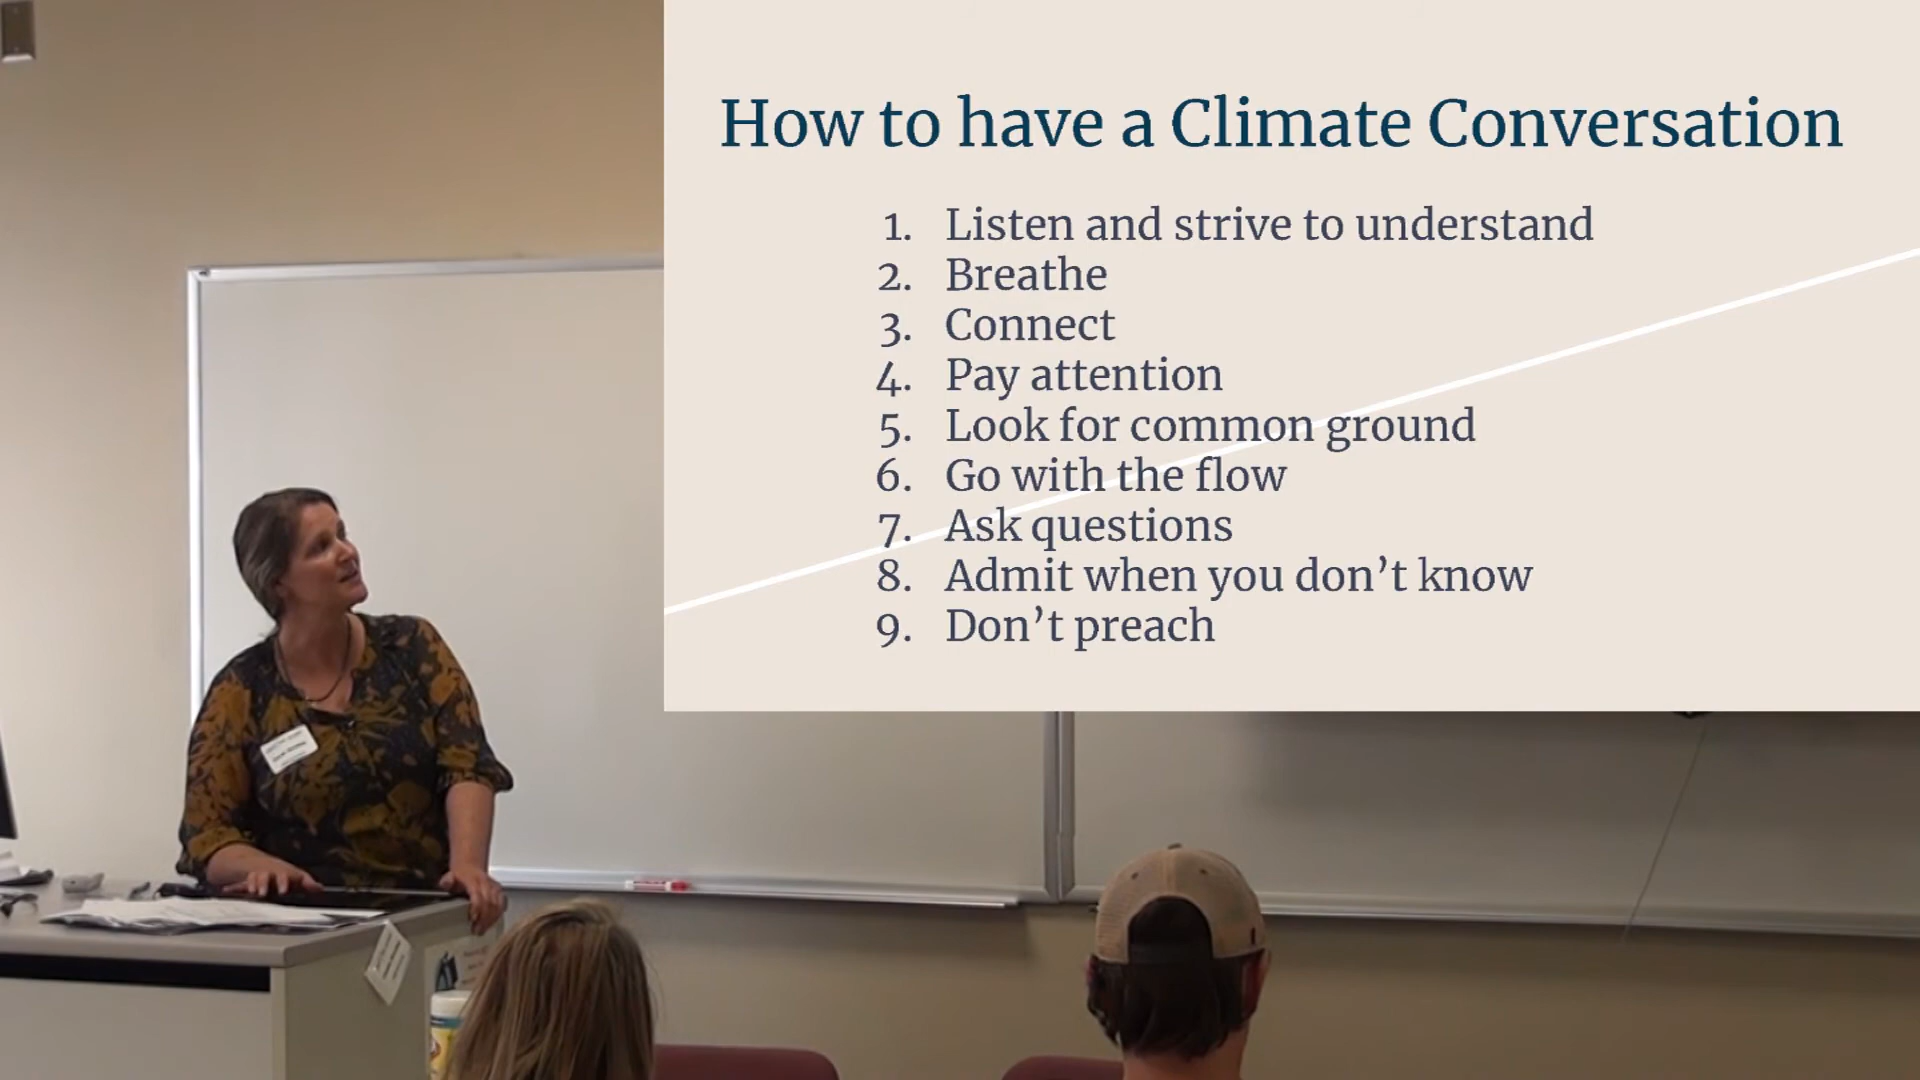 How to have a Climate Conversation
1. Listen and strive to understand
2. Breathe
3. Connect
4. Pay attention
5. Look for common ground
6. Go with the flow
7. Ask questions
8. Admit when you don’t know
9. Don’t preach